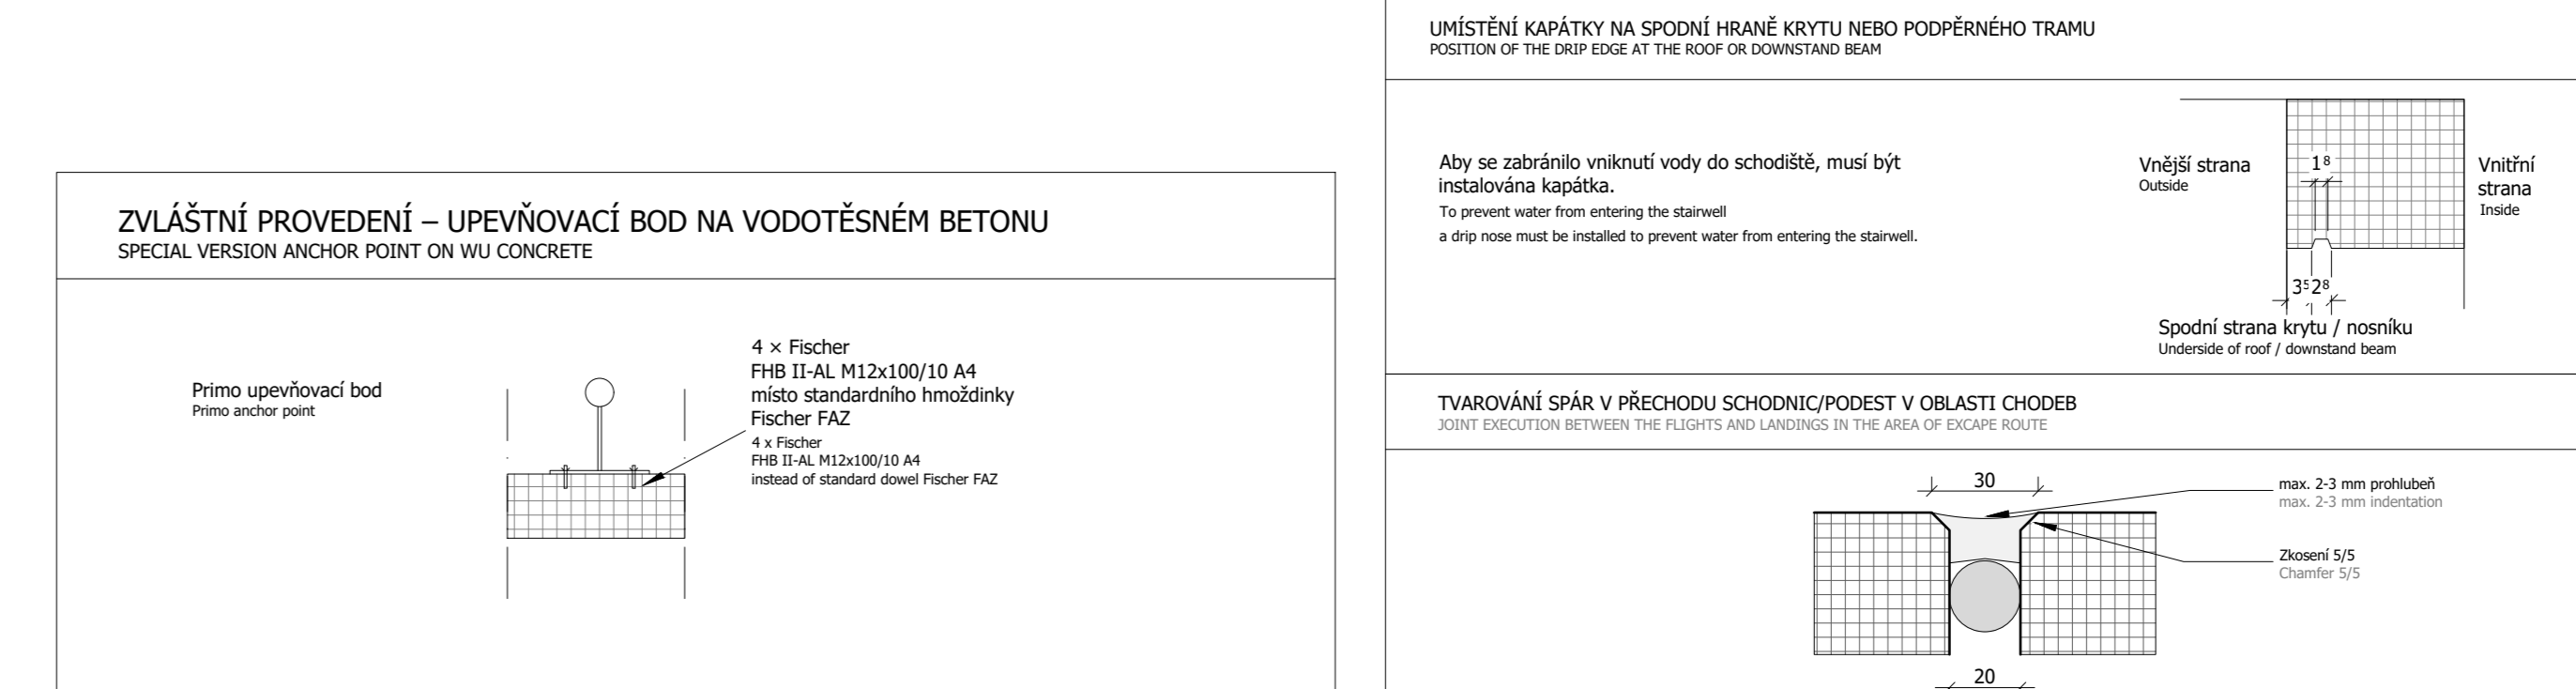 ZVLÁŠTNÍ PROVEDENÍ – UPEVŇOVACÍ BOD NA VODOTĚSNÉM BETONU
SPECIAL VERSION ANCHOR POINT ON WU CONCRETE
Primo upevňovací bod
Primo anchor point
4 × Fischer
FHB II-AL M12x100/10 A4
místo standardního hmoždinky
Fischer FAZ
4 x Fischer
FHB II-AL M12x100/10 A4
instead of standard dowel Fischer FAZ
UMÍSTĚNÍ KAPÁTKY NA SPODNÍ HRANĚ KRYTU NEBO PODPĚRNÉHO TRAMU
POSITION OF THE DRIP EDGE AT THE ROOF OR DOWNSTAND BEAM
Aby se zabránilo vniknutí vody do schodiště, musí být
instalována kapátka.
To prevent water from entering the stairwell
a drip nose must be installed to prevent water from entering the stairwell.
Vnější strana
Outside
1⁸
Vnitřní
strana
Inside
3⁵2⁸
Spodní strana krytu / nosníku
Underside of roof / downstand beam
TVAROVÁNÍ SPÁR V PŘECHODU SCHODNIC/PODEST V OBLASTI CHODEB
JOINT EXECUTION BETWEEN THE FLIGHTS AND LANDINGS IN THE AREA OF EXCAPE ROUTE
30
max. 2-3 mm prohlubeň
max. 2-3 mm indentation
Zkosení 5/5
Chamfer 5/5
20